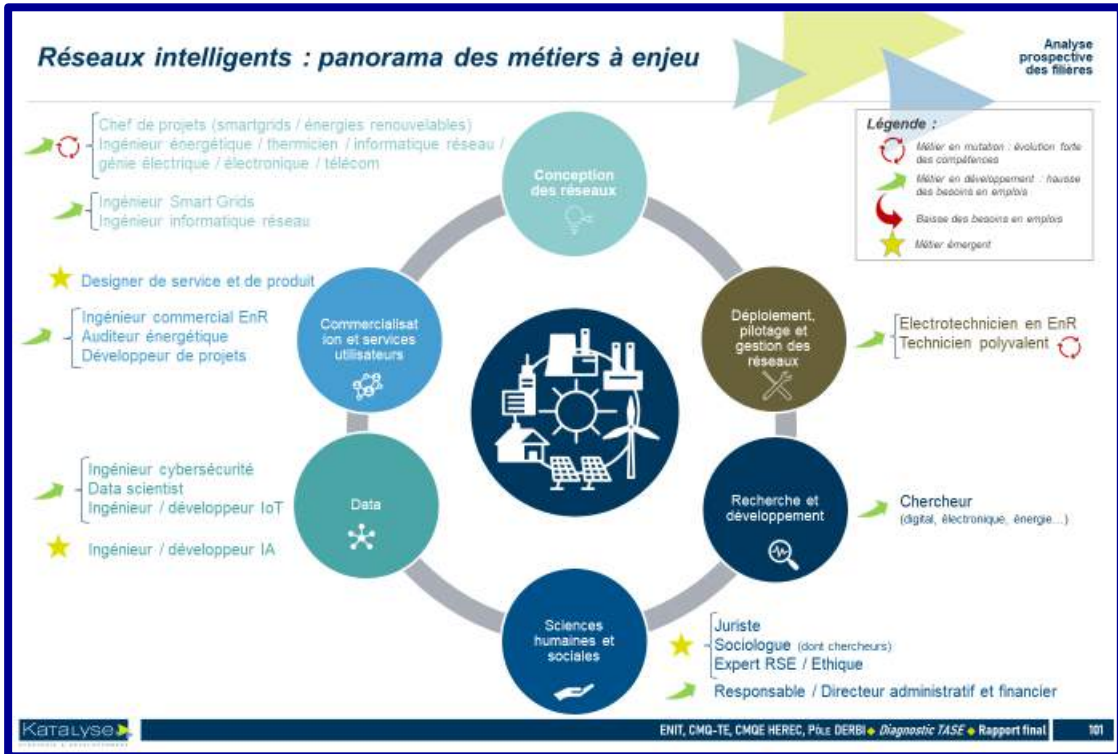 Réseaux intelligents : panorama des métiers à enjeu
Analyse
prospective
des filières
Légende :
Métier en mutation : évolution forte
des compétences
Métier en développement : hausse
des besoins en emplois
Baisse des besoins en emplois
Métier émergent
Chef de projets (smartgrids / énergies renouvelables)
Ingénieur énergétique / thermicien / informatique réseau /
génie électrique / électronique / télécom
Ingénieur Smart Grids
Ingénieur informatique réseau
Conception
des réseaux
Designer de service et de produit
Ingénieur commercial EnR
Auditeur énergétique
Développeur de projets
Commercialisat
ion et services
utilisateurs
Déploiement,
pilotage et
gestion des
réseaux
Electrotechnicien en EnR
Technicien polyvalent
Ingénieur cybersécurité
Data scientist
Ingénieur / développeur IoT
Ingénieur / développeur IA
Data
Recherche et
développement
Chercheur
(digital, électronique, énergie...)
Sciences
humaines et
sociales
Juriste
Sociologue (dont chercheurs)
Expert RSE / Ethique
Responsable / Directeur administratif et financier
KATALYSE
ENIT, CMQ-TE, CMQE HEREC, PÔLE DERBI ◆ Diagnostic TASE ◆ Rapport final 101